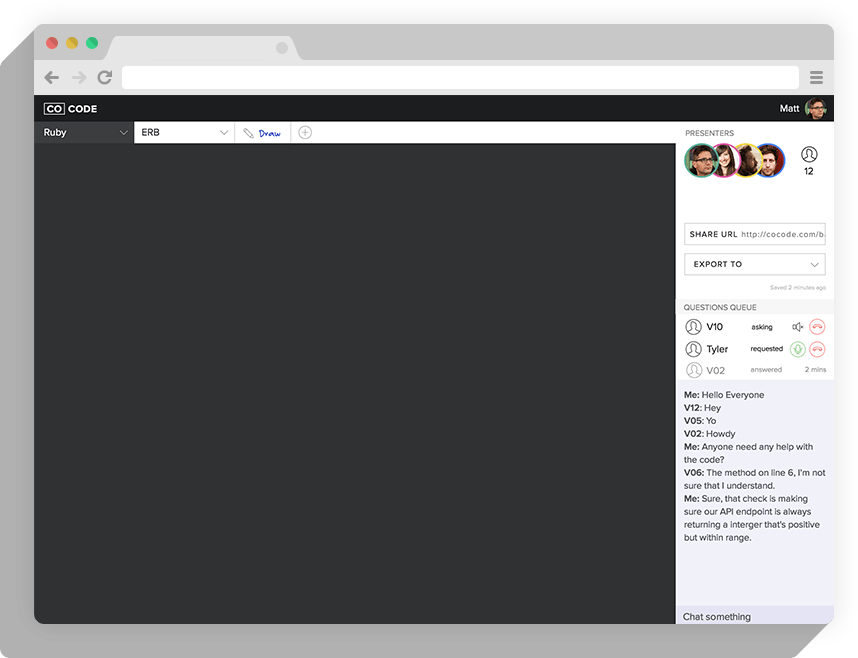 CO CODE
Matt
Ruby
ERB
Draw
PRESENTERS
12
SHARE URL http://cocode.com/b
EXPORT TO
Saved 2 minutes ago
QUESTIONS QUEUE
V10 asking
Tyler requested
V02 answered 2 mins
Me: Hello Everyone
V12: Hey
V05: Yo
V02: Howdy
Me: Anyone need any help with
the code?
V06: The method on line 6, I'm not
sure that I understand.
Me: Sure, that check is making
sure our API endpoint is always
returning a interger that's positive
but within range.
Chat something